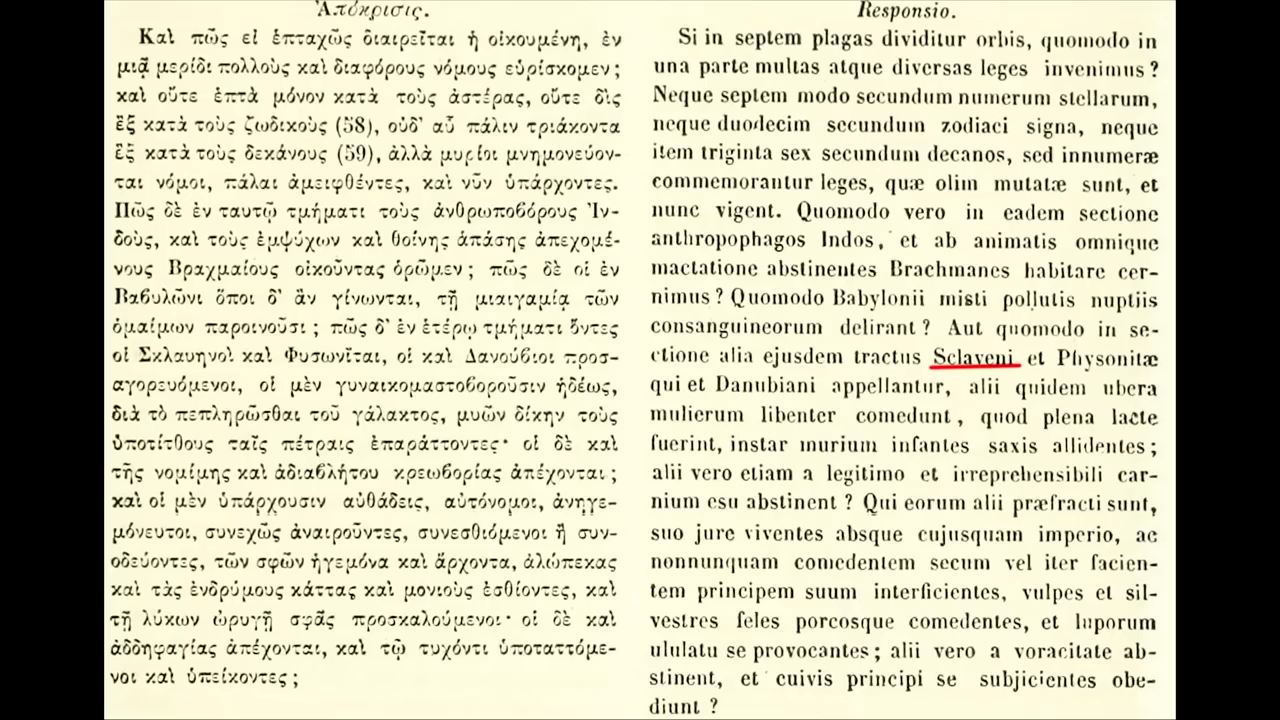 Ἀπόκρισις.
Καὶ πῶς εἰ ἑπταχῶς διαιρεῖται ἡ οἰκουμένη, ἐν
μιᾷ μερίδι πολλοὺς καὶ διαφόρους νόμους εὑρίσκομεν;
καὶ οὔτε ἑπτὰ μόνον κατὰ τοὺς ἀστέρας, οὔτε δὶς
ἓξ κατὰ τοὺς ζωδικοὺς (58), οὐδ' αὖ πάλιν τριάκοντα
ἓξ κατὰ τοὺς δεκάνους (59), ἀλλὰ μυρίοι μνημονεύον-
ται νόμοι, πάλαι ἀμειφθέντες, καὶ νῦν ὑπάρχοντες.
Πῶς δὲ ἐν ταυτῷ τμήματι τοὺς ἀνθρωποβόρους Ἰν-
δοὺς, καὶ τοὺς ἐμψύχων καὶ θοίνης ἁπάσης ἀπεχομέ-
νους Βραχμαίους οἰκοῦντας ὁρῶμεν; πῶς δὲ οἱ ἐν
Βαβυλῶνι ὅποι δ' ἂν γίνωνται, τῇ μιαιγαμίᾳ τῶν
ὁμαίμων παροινοῦσι; πῶς δ' ἐν ἑτέρῳ τμήματι ὄντες
οἱ Σκλαυηνοὶ καὶ Φυσωνῖται, οἱ καὶ Δανούβιοι προσ-
αγορευόμενοι, οἱ μὲν γυναικομαστοβοροῦσιν ἡδέως,
διὰ τὸ πεπληρῶσθαι τοῦ γάλακτος, μυῶν δίκην τοὺς
ὑποτίτθους ταῖς πέτραις ἐπαράττοντες· οἱ δὲ καὶ
τῆς νομίμης καὶ ἀδιαβλήτου κρεωβορίας ἀπέχονται;
καὶ οἱ μὲν ὑπάρχουσιν αὐθάδεις, αὐτόνομοι, ἀνηγε-
μόνευτοι, συνεχῶς ἀναιροῦντες, συνεσθιόμενοι ἢ συν-
οδεύοντες, τῶν σφῶν ἡγεμόνα καὶ ἄρχοντα, ἀλώπεκας
καὶ τὰς ἐνδρύμους κάττας καὶ μονιοὺς ἐσθίοντες, καὶ
τῇ λύκων ὠρυγῇ σφᾶς προσκαλούμενοι· οἱ δὲ καὶ
ἀδδηφαγίας ἀπέχονται, καὶ τῷ τυχόντι ὑποταττόμε-
νοι καὶ ὑπείκοντες;
Responsio.
Si in septem plagas dividitur orbis, quomodo in
una parte multas atque diversas leges invenimus?
Neque septem modo secundum numerum stellarum,
neque duodecim secundum zodiaci signa, neque
item triginta sex secundum decanos, sed innumeræ
commemorantur leges, quæ olim mutatæ sunt, et
nunc vigent. Quomodo vero in eadem sectione
anthropophagos Indos, et ab animatis omnique
mactatione abstinentes Brachmanes habitare cer-
nimus? Quomodo Babylonii misti pollutis nuptiis
consanguineorum delirant? Aut quomodo in se-
ctione alia ejusdem tractus Sclaveni et Physonitæ
qui et Danubiani appellantur, alii quidem ubera
mulierum libenter comedunt, quod plena lacte
fuerint, instar murium infantes saxis allidentes;
alii vero etiam a legitimo et irreprehensibili car-
nium esu abstinent? Qui eorum alii præfracti sunt,
suo jure viventes absque cujusquam imperio, ac
nonnunquam comedentem secum vel iter facien-
tem principem suum interficientes, vulpes et sil-
vestres feles porcosque comedentes, et luporum
ululatu se provocantes; alii vero a voracitate ab-
stinent, et cuivis principi se subjicientes obe-
diunt?